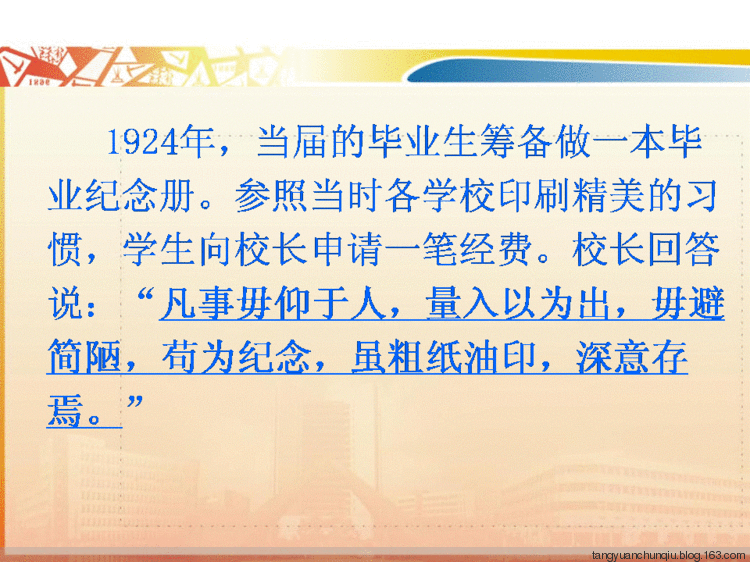 1896
1924年，当届的毕业生筹备做一本毕
业纪念册。参照当时各学校印刷精美的习
惯，学生向校长申请一笔经费。校长回答
说：“凡事毋仰于人，量入以为出，毋避
简陋，苟为纪念，虽粗纸油印，深意存
焉。”
tangyuanchunqiu.blog.163.com